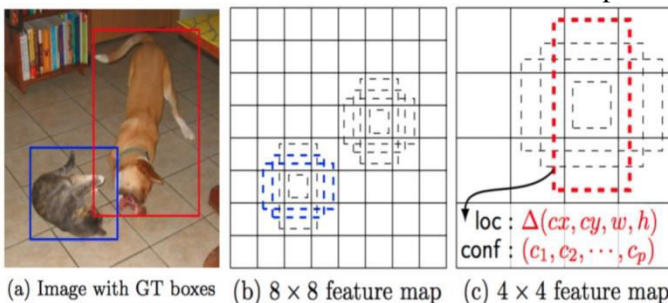 loc : Δ(cx, cy, w, h)
conf : (c₁, c₂, ⋯, cₚ)
(a) Image with GT boxes
(b) 8 × 8 feature map
(c) 4 × 4 feature map